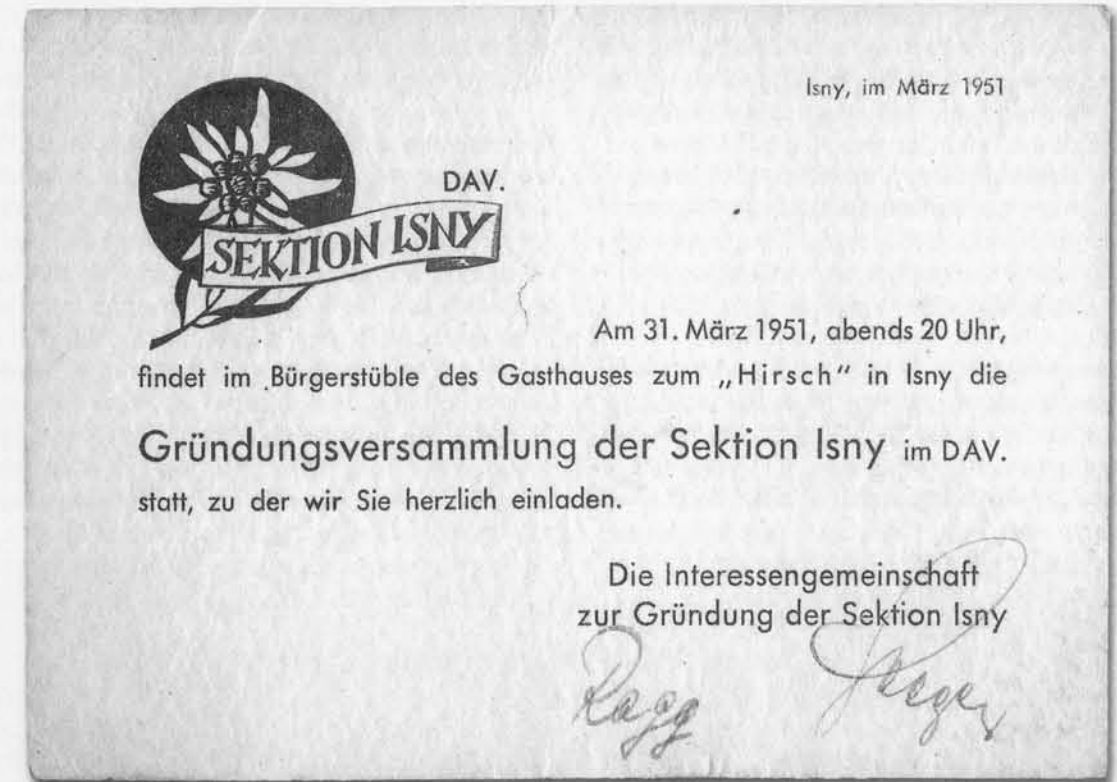 Isny, im März 1951
DAV.
SEKTION ISNY
Am 31. März 1951, abends 20 Uhr,
findet im Bürgerstüble des Gasthauses zum „Hirsch" in Isny die
Gründungsversammlung der Sektion Isny im DAV.
statt, zu der wir Sie herzlich einladen.
Die Interessengemeinschaft
zur Gründung der Sektion Isny
Ragg